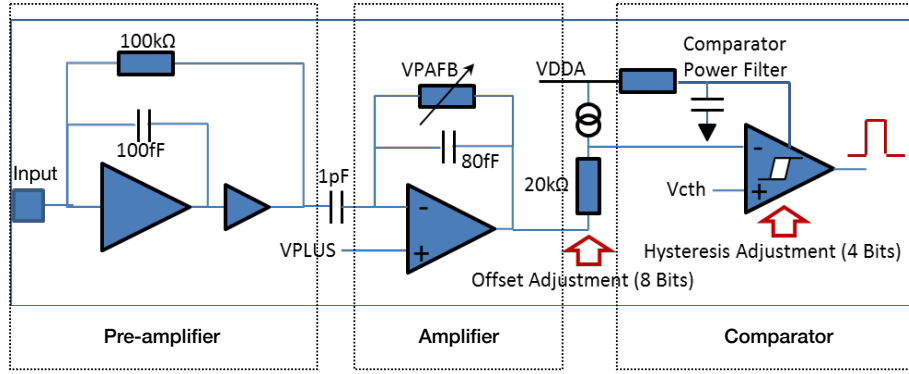 100kΩ
100fF
Input
1pF
VPAFB
80fF
-
+
VPLUS
VDDA
20kΩ
Comparator
Power Filter
-
+
Vcth
Offset Adjustment (8 Bits)
Hysteresis Adjustment (4 Bits)
Pre-amplifier
Amplifier
Comparator